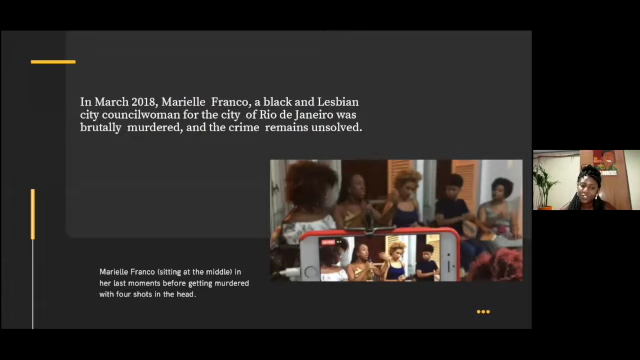 In March 2018, Marielle Franco, a black and Lesbian
city councilwoman for the city of Rio de Janeiro was
brutally murdered, and the crime remains unsolved.
Marielle Franco (sitting at the middle) in
her last moments before getting murdered
with four shots in the head.